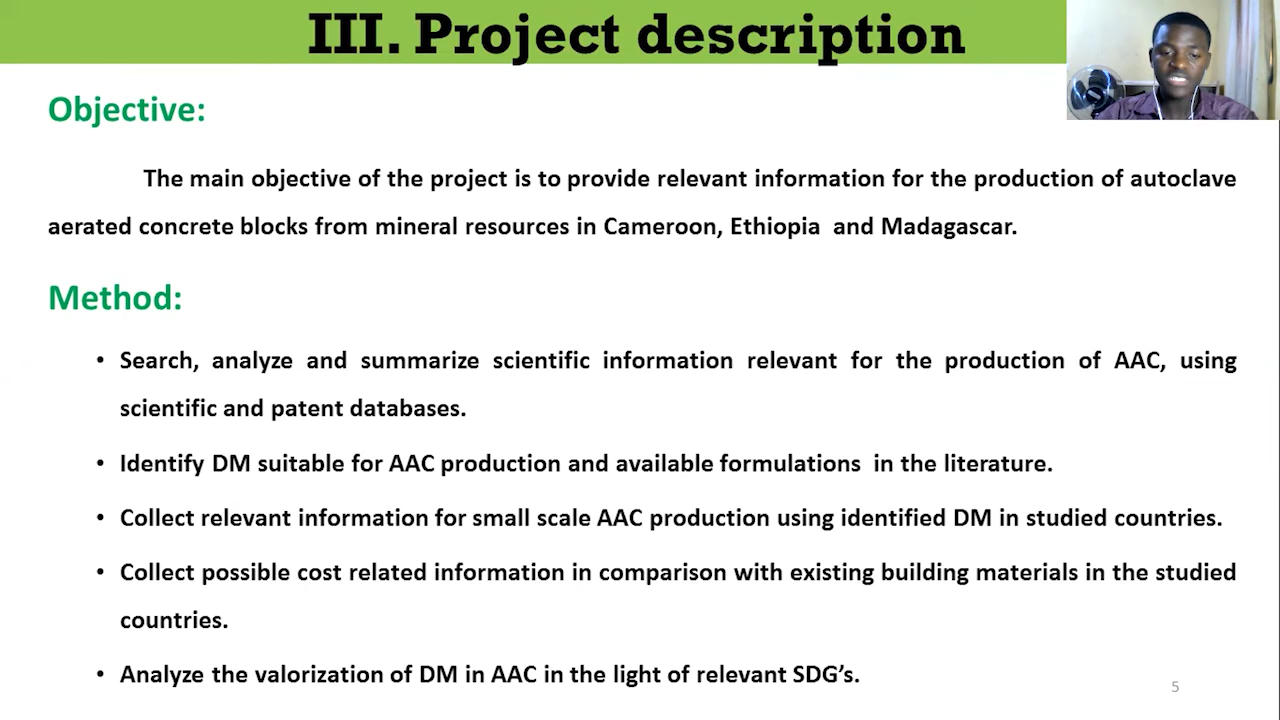 III. Project description
Objective:
The main objective of the project is to provide relevant information for the production of autoclave
aerated concrete blocks from mineral resources in Cameroon, Ethiopia and Madagascar.
Method:
• Search, analyze and summarize scientific information relevant for the production of AAC, using
scientific and patent databases.
• Identify DM suitable for AAC production and available formulations in the literature.
• Collect relevant information for small scale AAC production using identified DM in studied countries.
• Collect possible cost related information in comparison with existing building materials in the studied
countries.
• Analyze the valorization of DM in AAC in the light of relevant SDG’s.
5